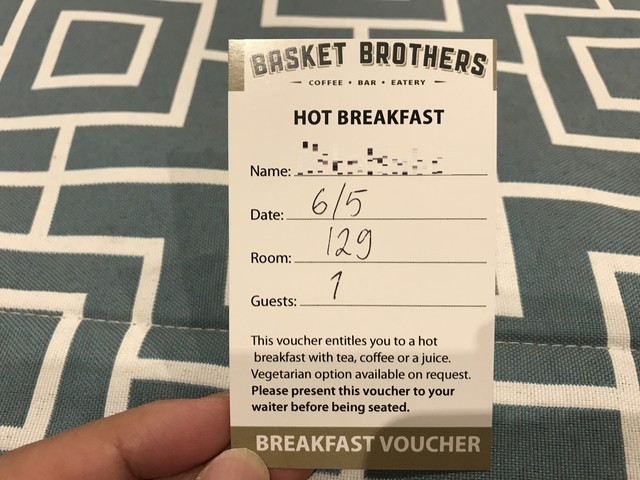 BASKET BROTHERS
COFFEE • BAR • EATERY
HOT BREAKFAST
Name:
Date: 6/5
Room: 129
Guests: 1
This voucher entitles you to a hot
breakfast with tea, coffee or a juice.
Vegetarian option available on request.
Please present this voucher to your
waiter before being seated.
BREAKFAST VOUCHER